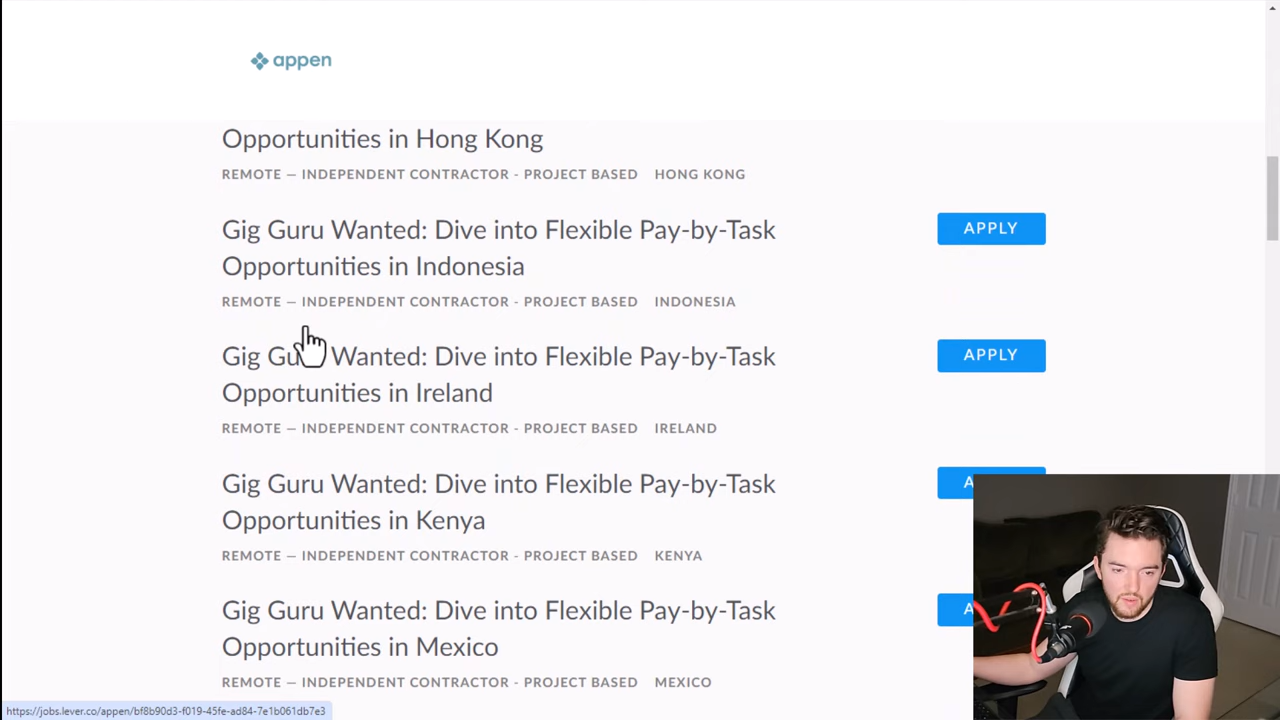 appen
Opportunities in Hong Kong
REMOTE — INDEPENDENT CONTRACTOR - PROJECT BASED HONG KONG
Gig Guru Wanted: Dive into Flexible Pay-by-Task
Opportunities in Indonesia
APPLY
REMOTE — INDEPENDENT CONTRACTOR - PROJECT BASED INDONESIA
Gig Gu Wanted: Dive into Flexible Pay-by-Task
Opportunities in Ireland
APPLY
REMOTE — INDEPENDENT CONTRACTOR - PROJECT BASED IRELAND
Gig Guru Wanted: Dive into Flexible Pay-by-Task
Opportunities in Kenya
A
REMOTE — INDEPENDENT CONTRACTOR - PROJECT BASED KENYA
Gig Guru Wanted: Dive into Flexible Pay-by-Task
Opportunities in Mexico
A
REMOTE — INDEPENDENT CONTRACTOR - PROJECT BASED MEXICO
https://jobs.lever.co/appen/bf8b90d3-f019-45fe-ad84-7e1b061db7e3